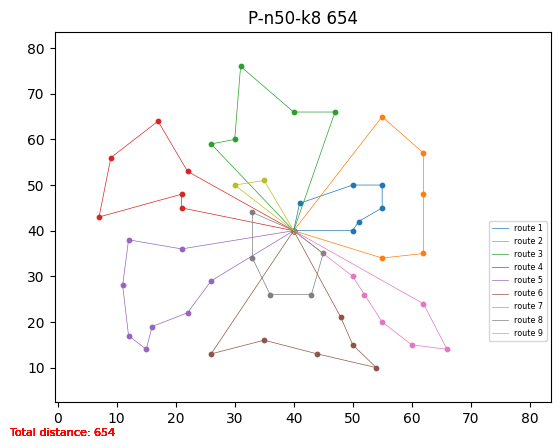 P-n50-k8 654
80
70
60
50
40
30
20
10
0 10 20 30 40 50 60 70 80
route 1
route 2
route 3
route 4
route 5
route 6
route 7
route 8
route 9
Total distance: 654